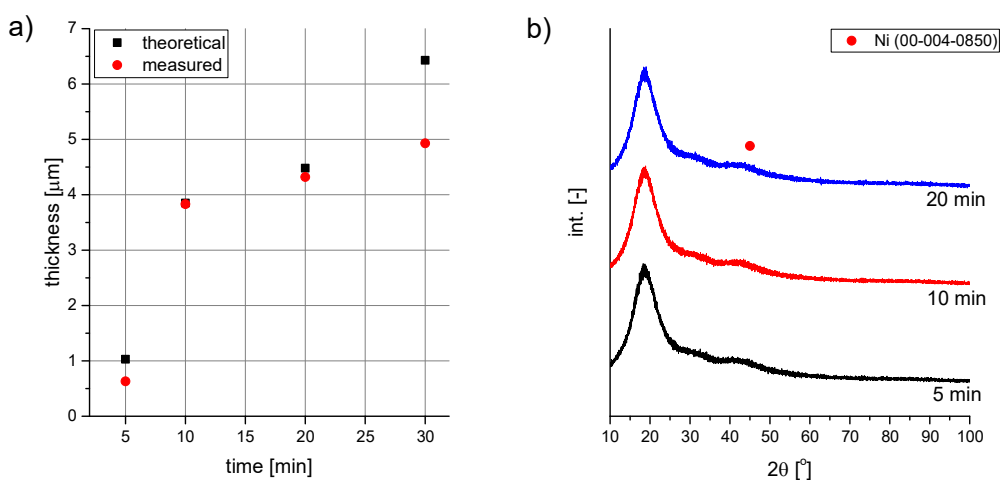 a)
theoretical
measured
thickness [μm]
7
6
5
4
3
2
1
0
5
10
15
20
25
30
time [min]
b)
Ni (00-004-0850)
int. [-]
20 min
10 min
5 min
10
20
30
40
50
60
70
80
90
100
2θ [°]